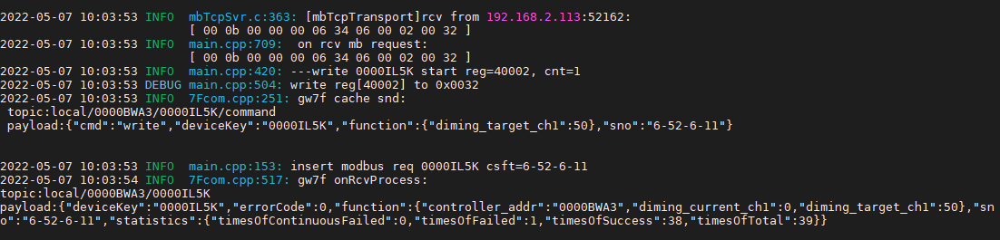 2022-05-07 10:03:53 INFO  mbTcpSvr.c:363: [mbTcpTransport]rcv from 192.168.2.113:52162:
[ 00 0b 00 00 00 06 34 06 00 02 00 32 ]
2022-05-07 10:03:53 INFO  main.cpp:709:  on rcv mb request:
[ 00 0b 00 00 00 06 34 06 00 02 00 32 ]
2022-05-07 10:03:53 INFO  main.cpp:420: ---write 0000IL5K start reg=40002, cnt=1
2022-05-07 10:03:53 DEBUG main.cpp:504: write reg[40002] to 0x0032
2022-05-07 10:03:53 INFO  7Fcom.cpp:251: gw7f cache snd:
topic:local/0000BWA3/0000IL5K/command
payload:{"cmd":"write","deviceKey":"0000IL5K","function":{"diming_target_ch1":50},"sno":"6-52-6-11"}
2022-05-07 10:03:53 INFO  main.cpp:153: insert modbus req 0000IL5K csft=6-52-6-11
2022-05-07 10:03:54 INFO  7Fcom.cpp:517: gw7f onRcvProcess:
topic:local/0000BWA3/0000IL5K
payload:{"deviceKey":"0000IL5K","errorCode":0,"function":{"controller_addr":"0000BWA3","diming_current_ch1":0,"diming_target_ch1":50},"sn
o":"6-52-6-11","statistics":{"timesOfContinuousFailed":0,"timesOfFailed":1,"timesOfSuccess":38,"timesOfTotal":39}}